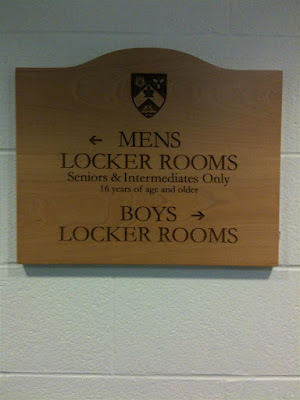 ← MENS
LOCKER ROOMS
Seniors & Intermediates Only
16 years of age and older
BOYS →
LOCKER ROOMS